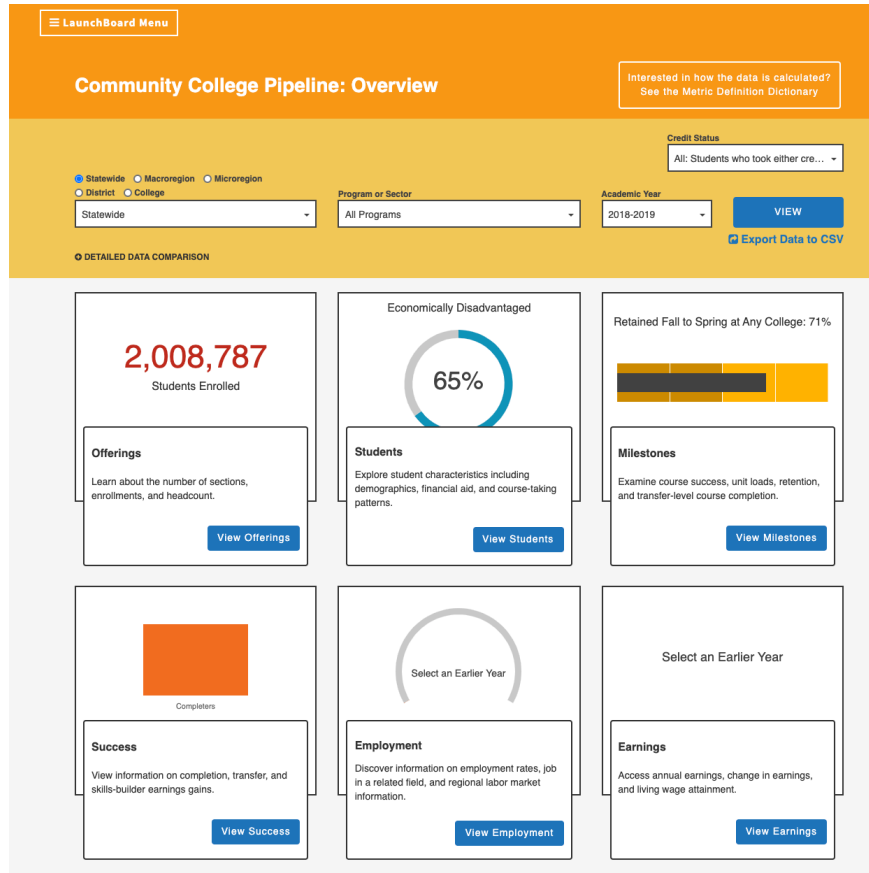 ☰ LaunchBoard Menu
Community College Pipeline: Overview
Interested in how the data is calculated?
See the Metric Definition Dictionary
Credit Status
All: Students who took either cre...
Statewide Macroregion Microregion
District College
Statewide
Program or Sector
All Programs
Academic Year
2018-2019
VIEW
Export Data to CSV
DETAILED DATA COMPARISON
2,008,787
Students Enrolled
Offerings
Learn about the number of sections,
enrollments, and headcount.
View Offerings
Economically Disadvantaged
65%
Students
Explore student characteristics including
demographics, financial aid, and course-taking
patterns.
View Students
Retained Fall to Spring at Any College: 71%
Milestones
Examine course success, unit loads, retention,
and transfer-level course completion.
View Milestones
Completers
Success
View information on completion, transfer, and
skills-builder earnings gains.
View Success
Select an Earlier Year
Employment
Discover information on employment rates, job
in a related field, and regional labor market
information.
View Employment
Select an Earlier Year
Earnings
Access annual earnings, change in earnings,
and living wage attainment.
View Earnings